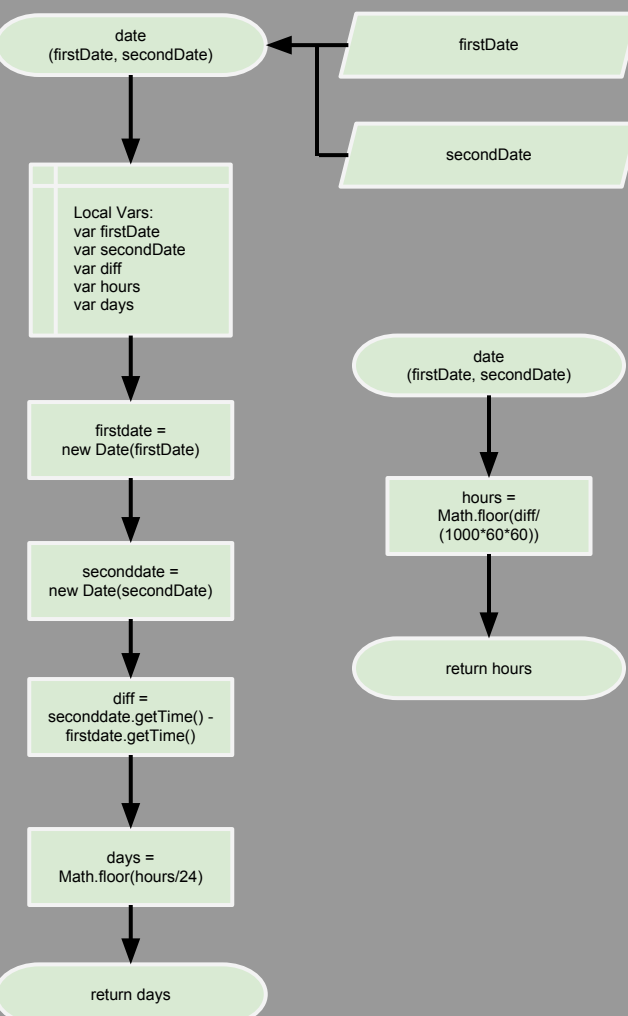 date
(firstDate, secondDate)
firstDate
secondDate
Local Vars:
var firstDate
var secondDate
var diff
var hours
var days
firstdate =
new Date(firstDate)
seconddate =
new Date(secondDate)
diff =
seconddate.getTime() -
firstdate.getTime()
days =
Math.floor(hours/24)
return days
date
(firstDate, secondDate)
hours =
Math.floor(diff/
(1000*60*60))
return hours